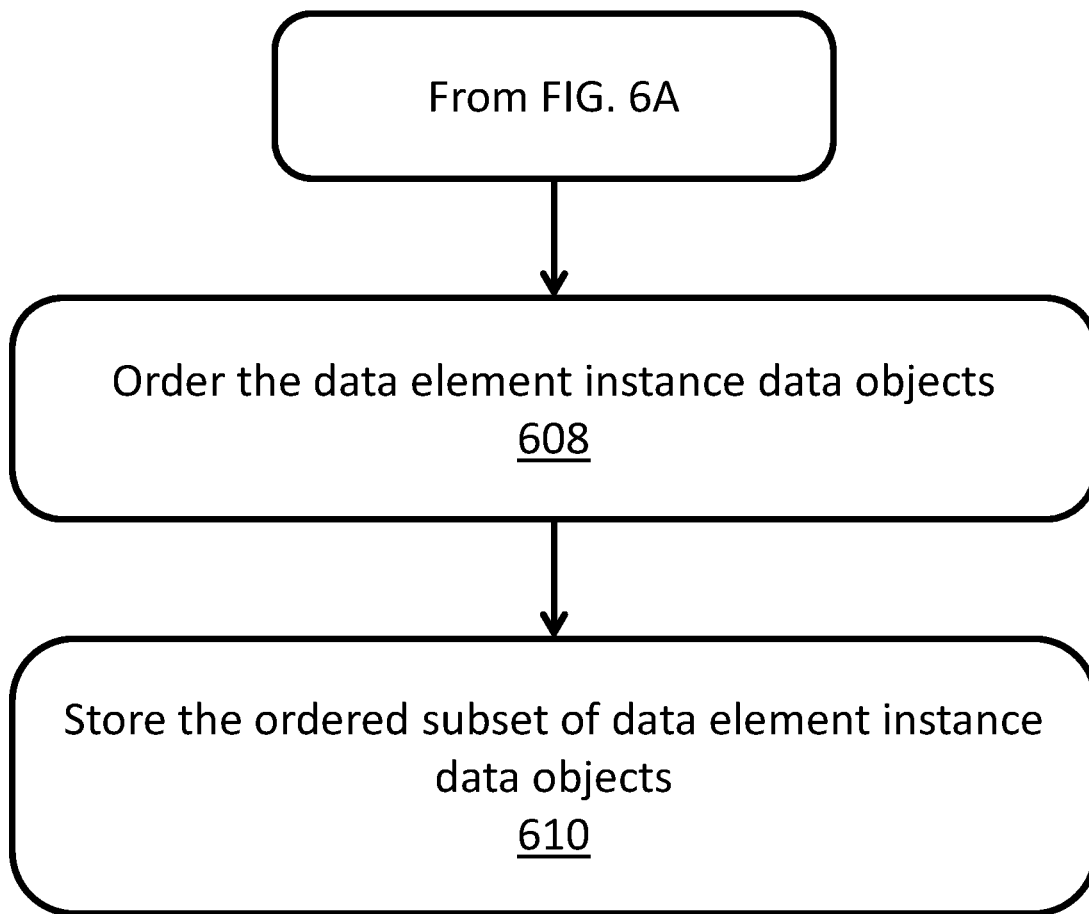 From FIG. 6A
Order the data element instance data objects
608
Store the ordered subset of data element instance
data objects
610